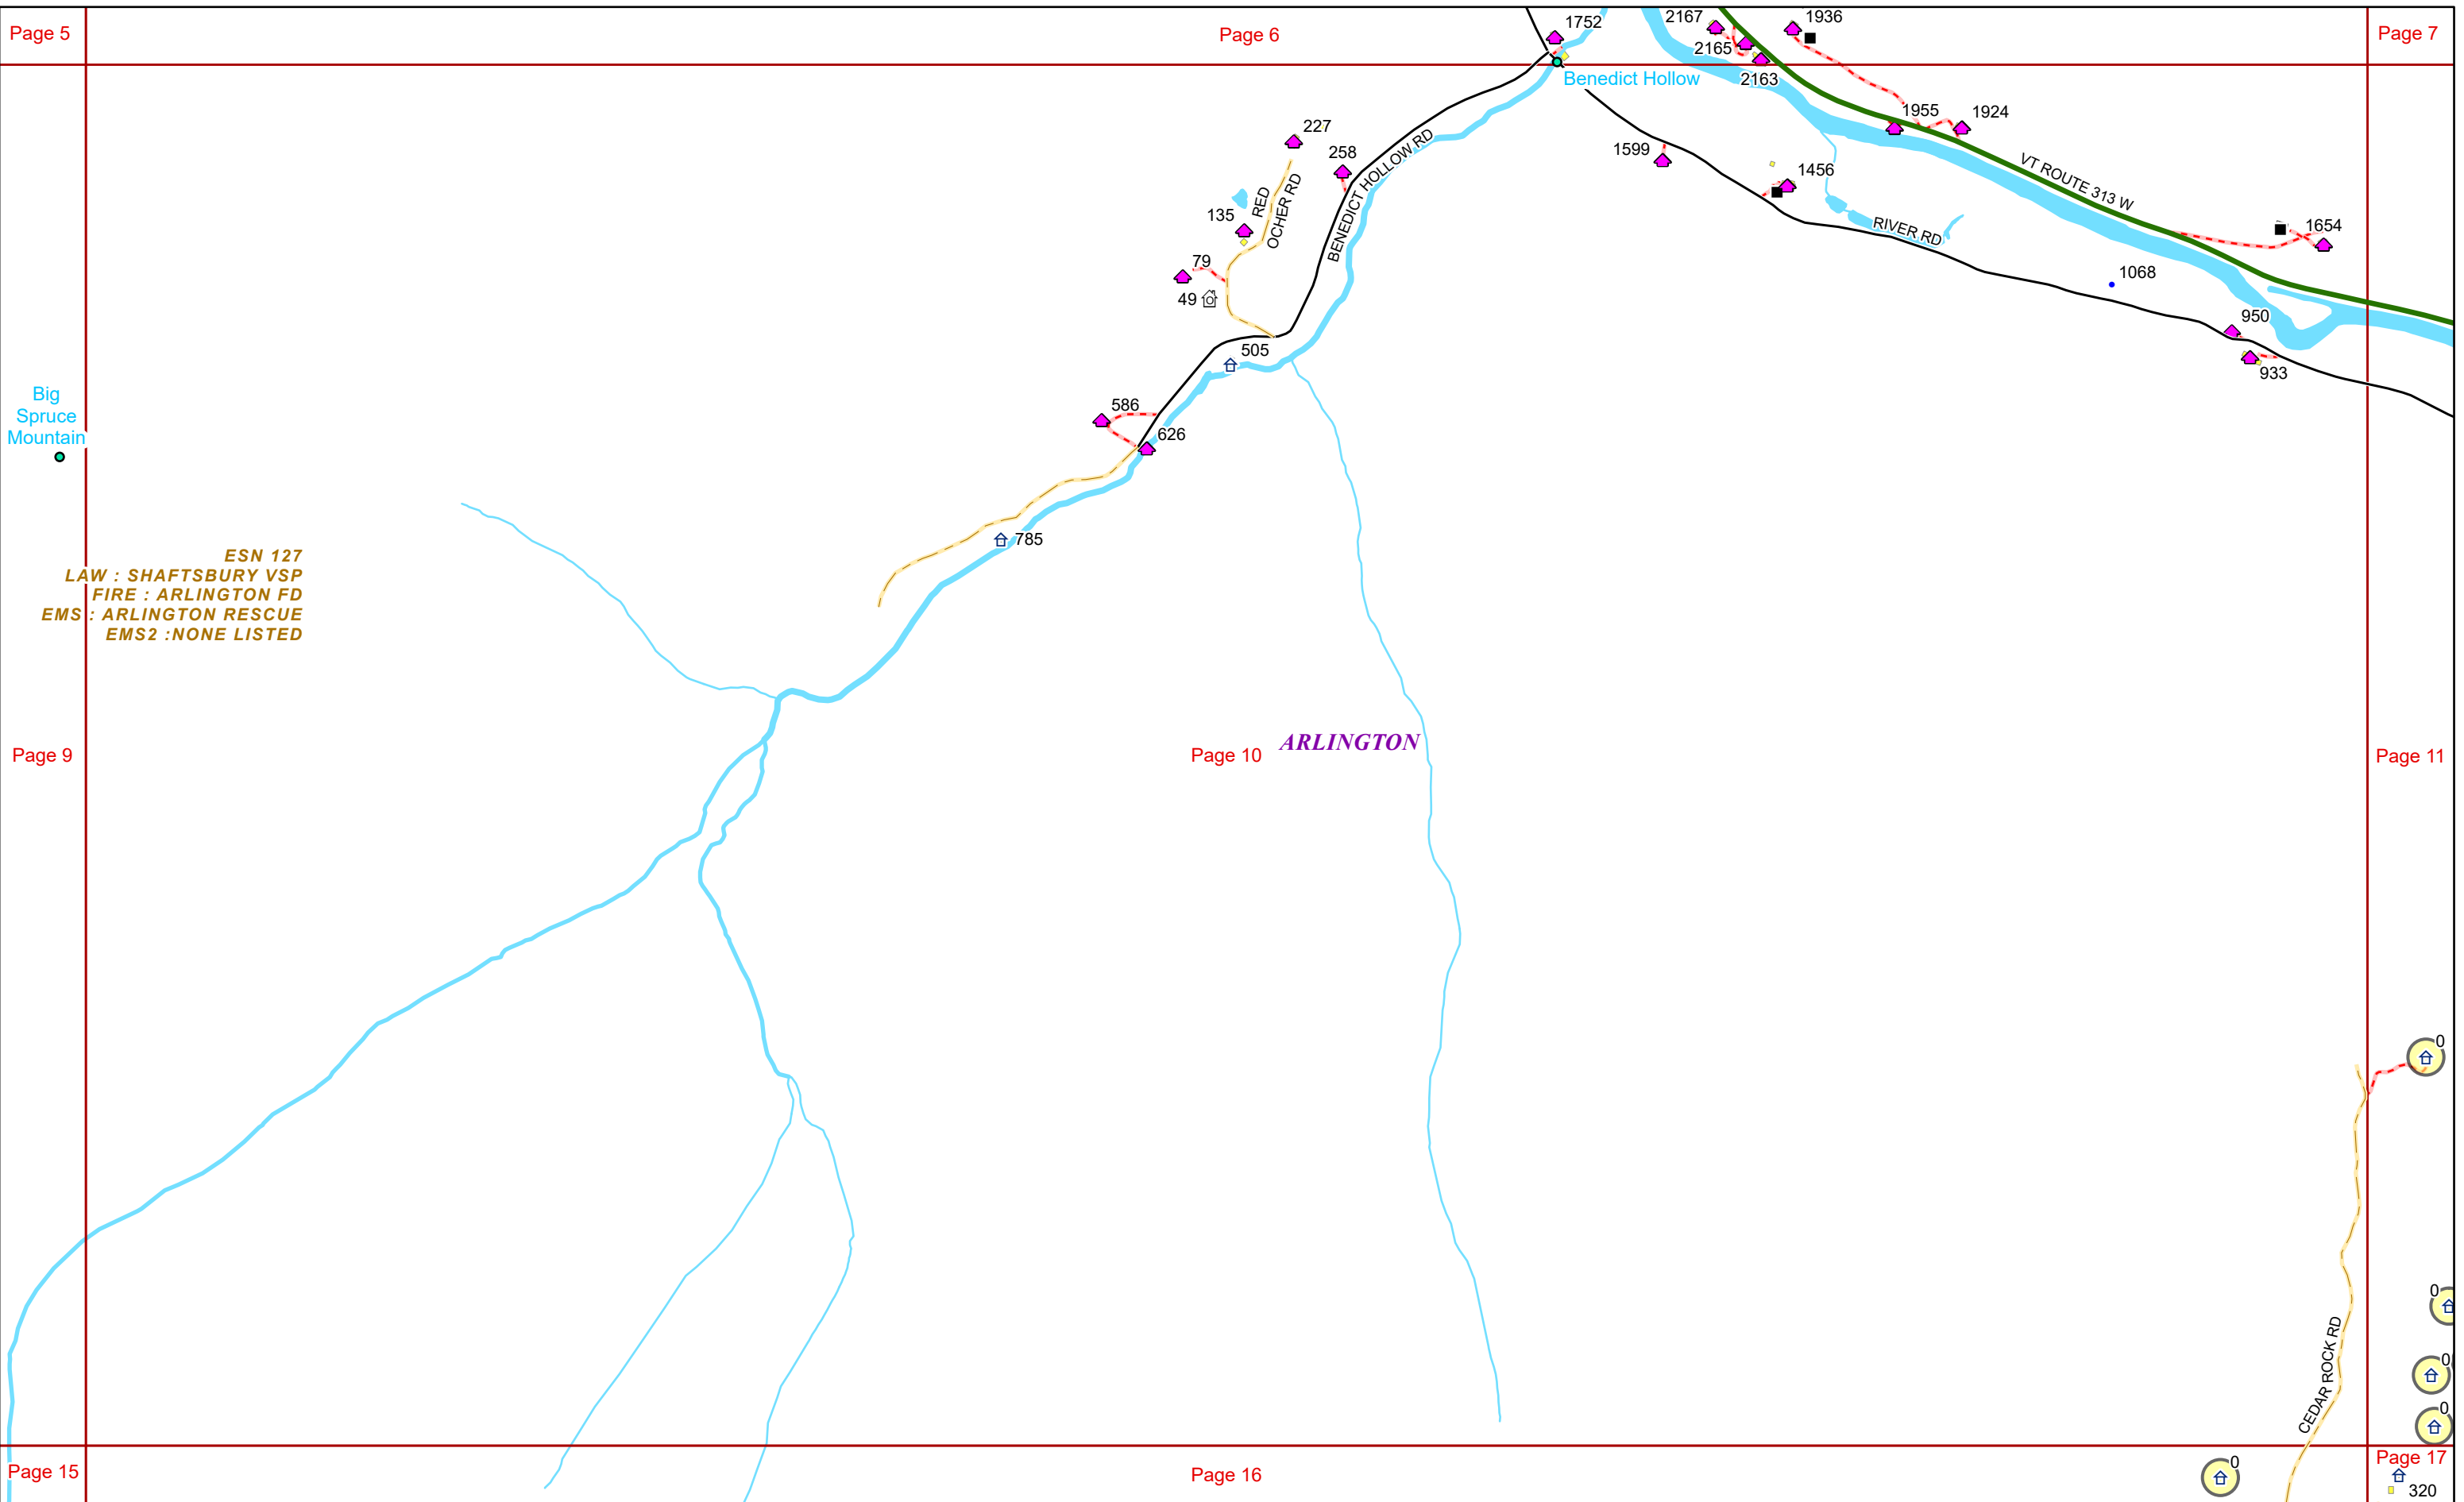 Page 5
Page 6
Page 7
1752
2167
2165
2163
1936
Benedict Hollow
1955
1924
227
258
1599
1456
VT ROUTE 313 W
BENEDICT HOLLOW RD
RED
OCHER RD
135
RIVER RD
1654
79
49
1068
950
933
505
586
626
Big
Spruce
Mountain
785
ESN 127
LAW : SHAFTSBURY VSP
FIRE : ARLINGTON FD
EMS : ARLINGTON RESCUE
EMS2 :NONE LISTED
Page 9
Page 10
ARLINGTON
Page 11
0
0
0
0
CEDAR ROCK RD
Page 15
Page 16
0
Page 17
320